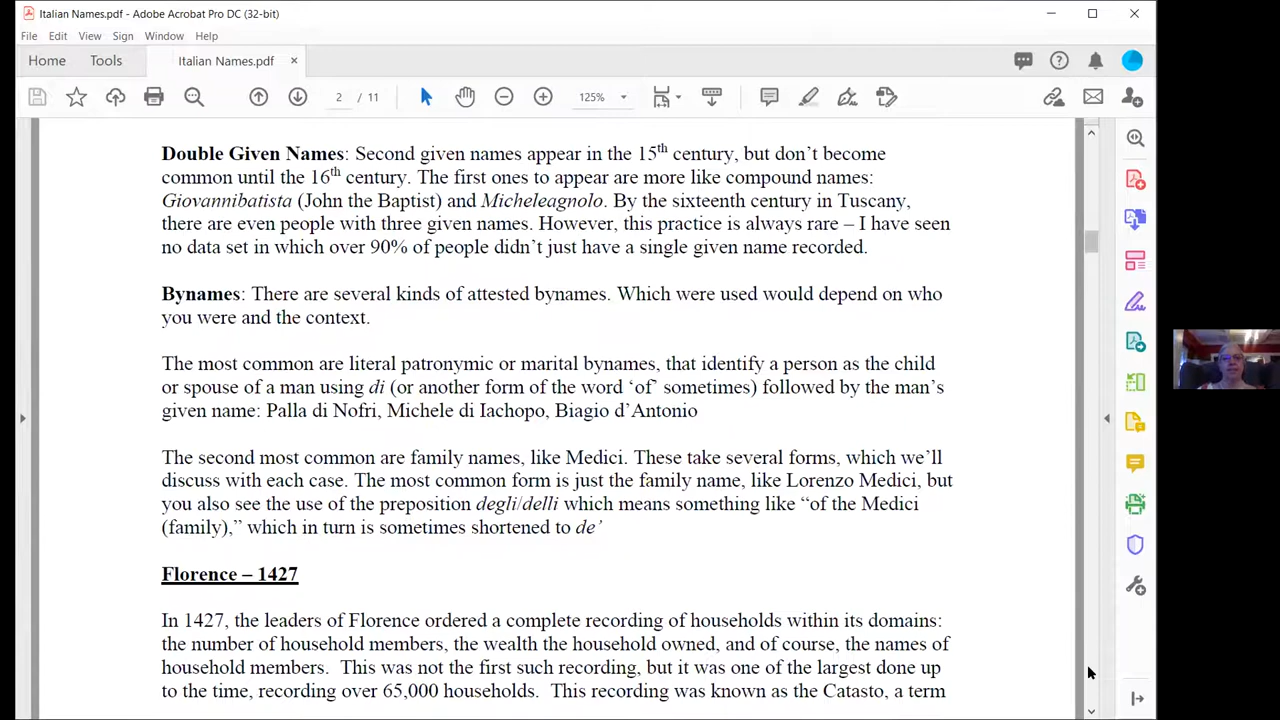 Italian Names.pdf - Adobe Acrobat Pro DC (32-bit)
File Edit View Sign Window Help
Home Tools Italian Names.pdf ×
2 / 11 125%
Double Given Names: Second given names appear in the 15th century, but don’t become
common until the 16th century. The first ones to appear are more like compound names:
Giovannibatista (John the Baptist) and Micheleagnolo. By the sixteenth century in Tuscany,
there are even people with three given names. However, this practice is always rare – I have seen
no data set in which over 90% of people didn’t just have a single given name recorded.
Bynames: There are several kinds of attested bynames. Which were used would depend on who
you were and the context.
The most common are literal patronymic or marital bynames, that identify a person as the child
or spouse of a man using di (or another form of the word ‘of’ sometimes) followed by the man’s
given name: Palla di Nofri, Michele di Iachopo, Biagio d’Antonio
The second most common are family names, like Medici. These take several forms, which we’ll
discuss with each case. The most common form is just the family name, like Lorenzo Medici, but
you also see the use of the preposition degli/delli which means something like “of the Medici
(family),” which in turn is sometimes shortened to de’
Florence – 1427
In 1427, the leaders of Florence ordered a complete recording of households within its domains:
the number of household members, the wealth the household owned, and of course, the names of
household members. This was not the first such recording, but it was one of the largest done up
to the time, recording over 65,000 households. This recording was known as the Catasto, a term